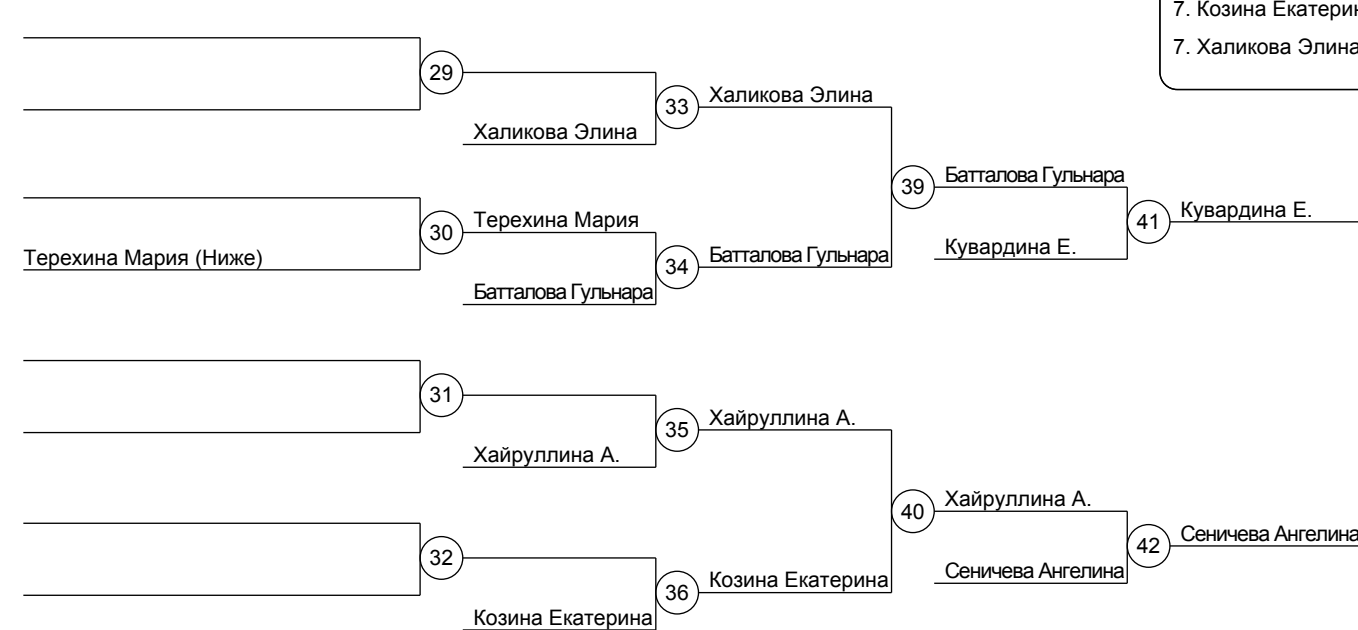 7. Козина Екатерин
7. Халикова Элина
29
33
Халикова Элина
Халикова Элина
39
Батталова Гульнара
41
Кувардина Е.
Кувардина Е.
30
Терехина Мария
Терехина Мария (Ниже)
34
Батталова Гульнара
Батталова Гульнара
31
35
Хайруллина А.
Хайруллина А.
40
Хайруллина А.
42
Сеничева Ангелина
Сеничева Ангелина
32
36
Козина Екатерина
Козина Екатерина